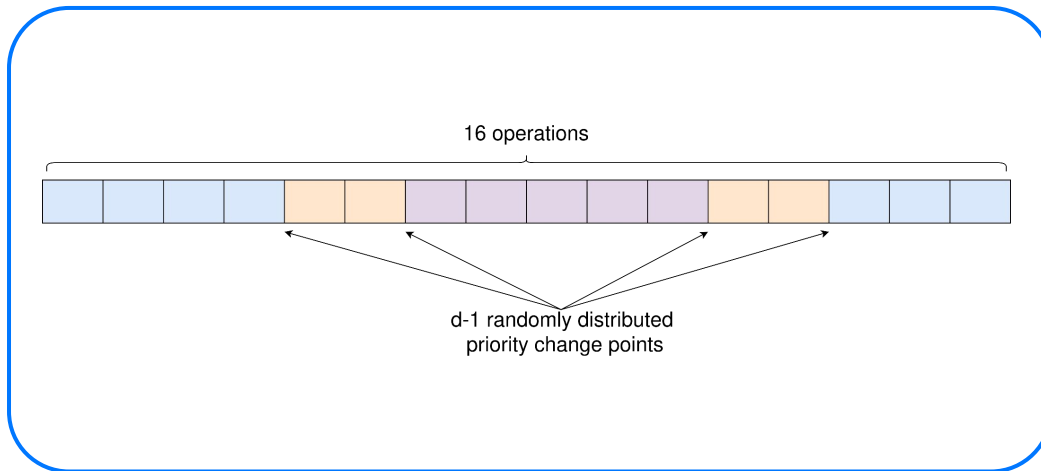 16 operations
d-1 randomly distributed
priority change points